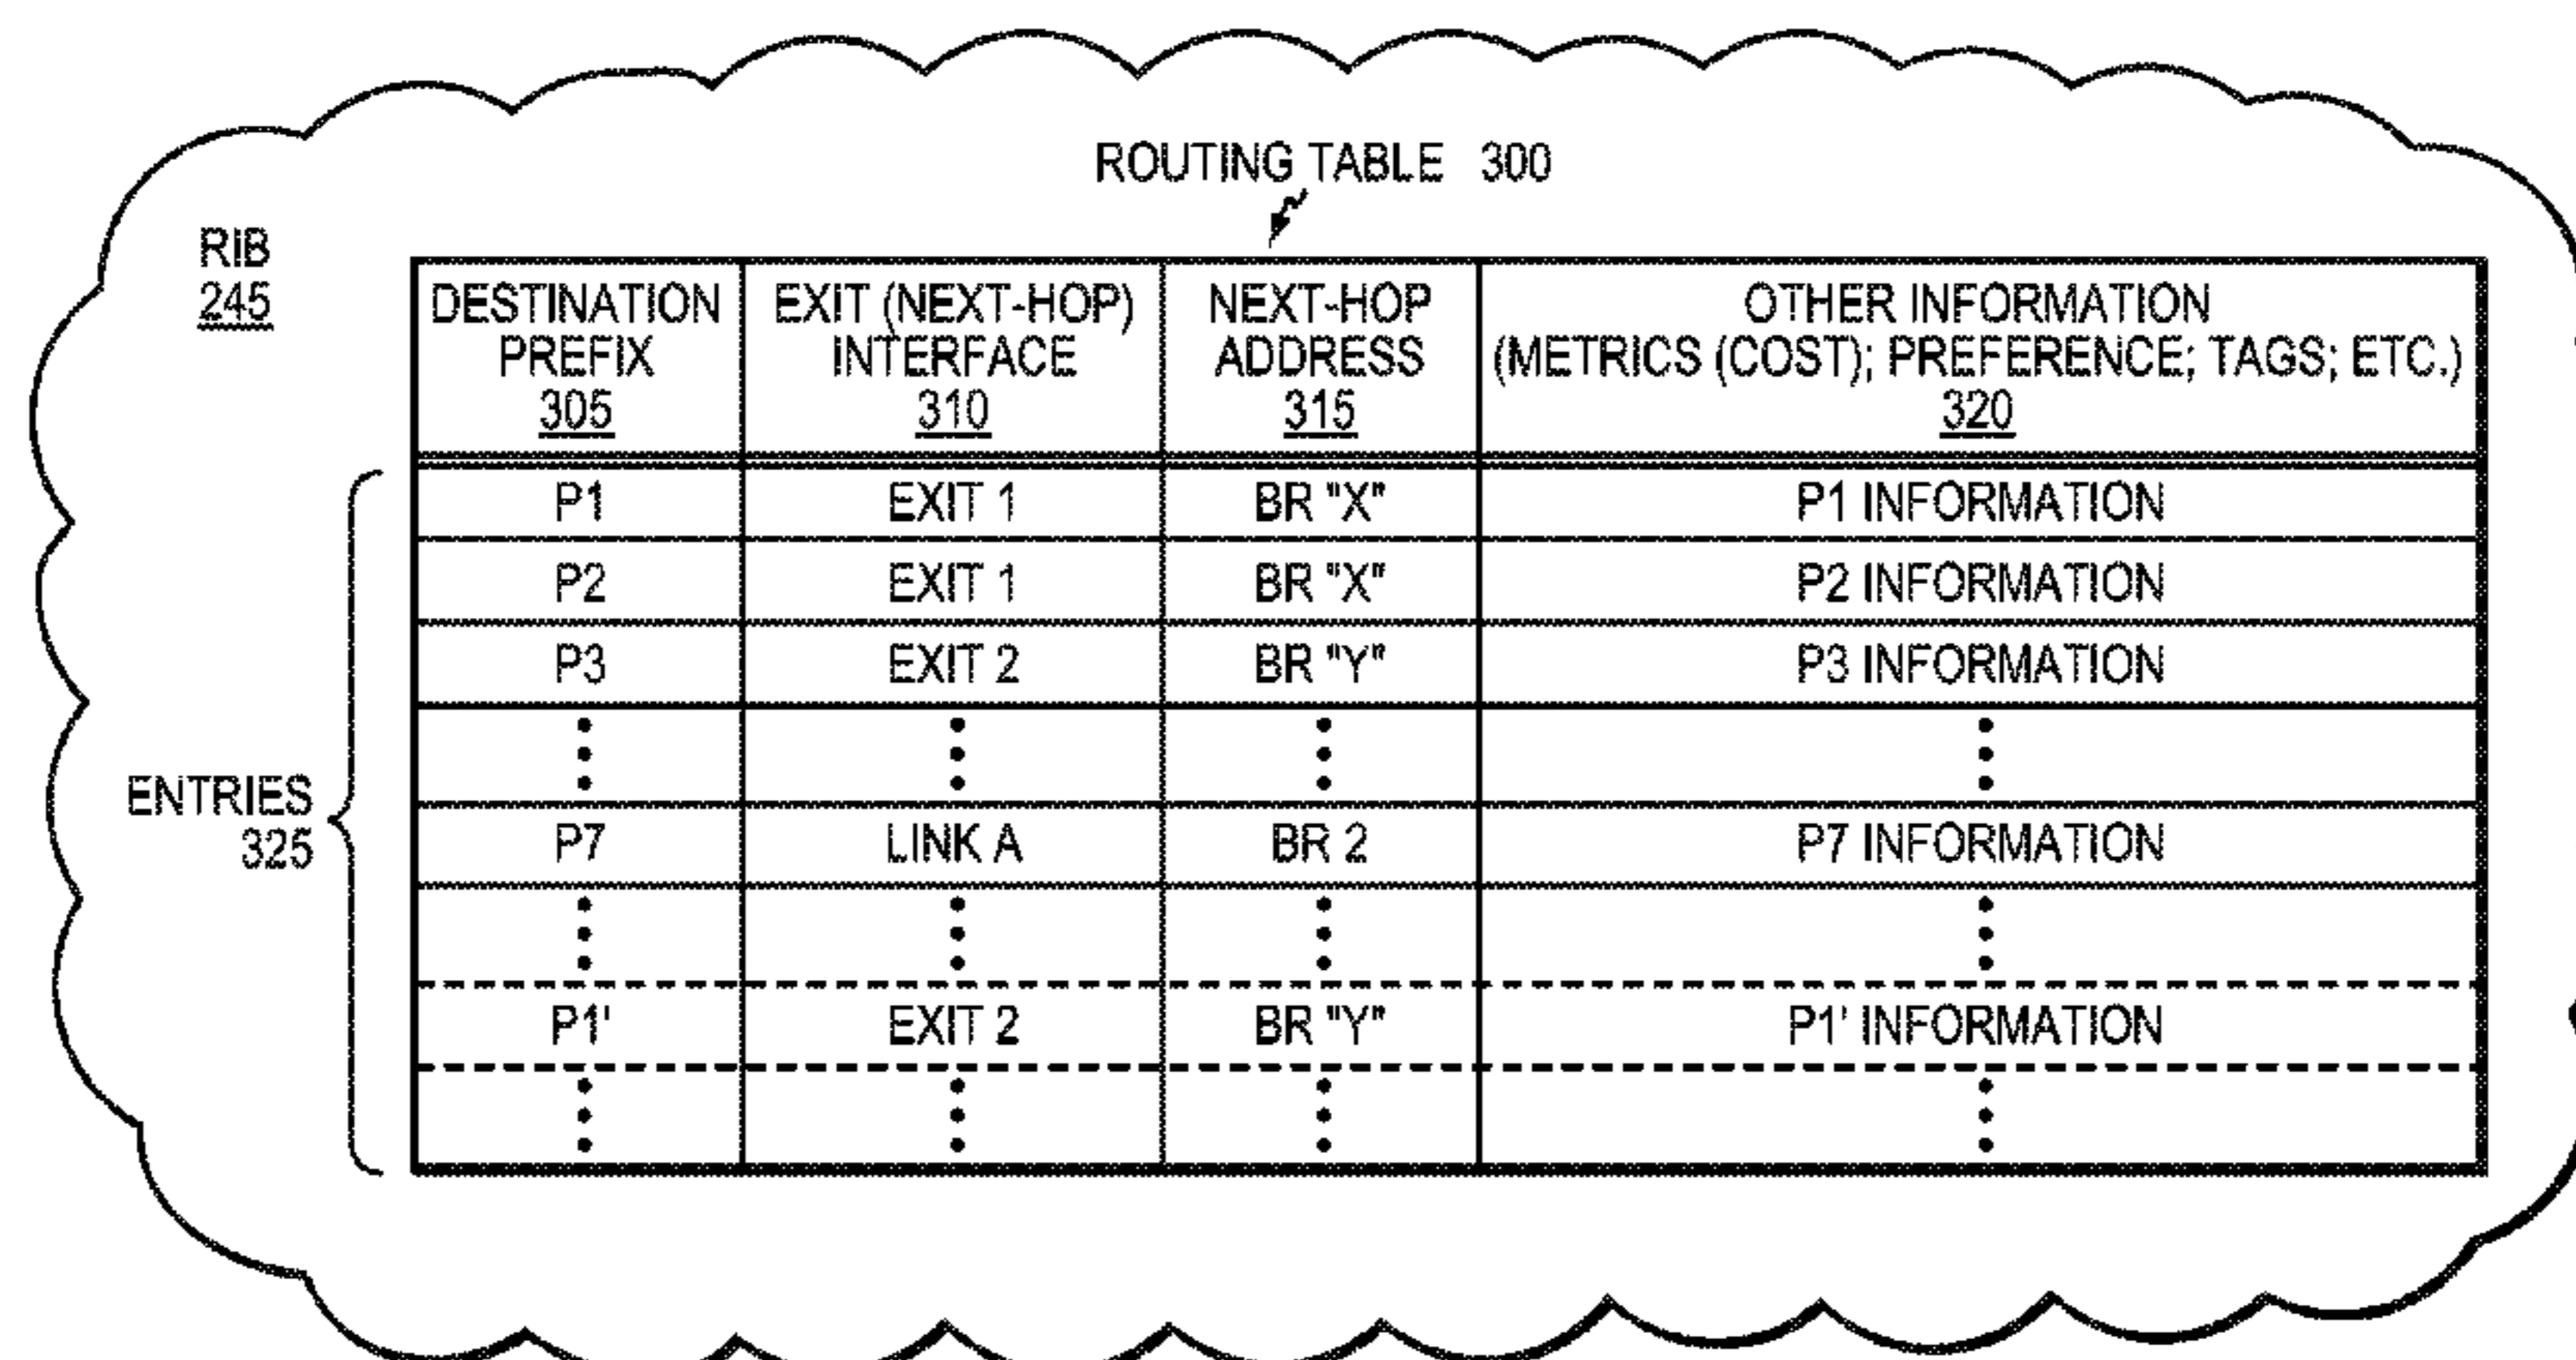 ROUTING TABLE 300
RIB
245
DESTINATION PREFIX 305
EXIT (NEXT-HOP) INTERFACE 310
NEXT-HOP ADDRESS 315
OTHER INFORMATION (METRICS (COST); PREFERENCE; TAGS; ETC.) 320
P1 EXIT 1 BR "X" P1 INFORMATION
P2 EXIT 1 BR "X" P2 INFORMATION
P3 EXIT 2 BR "Y" P3 INFORMATION
ENTRIES
325
P7 LINK A BR 2 P7 INFORMATION
P1' EXIT 2 BR "Y" P1' INFORMATION